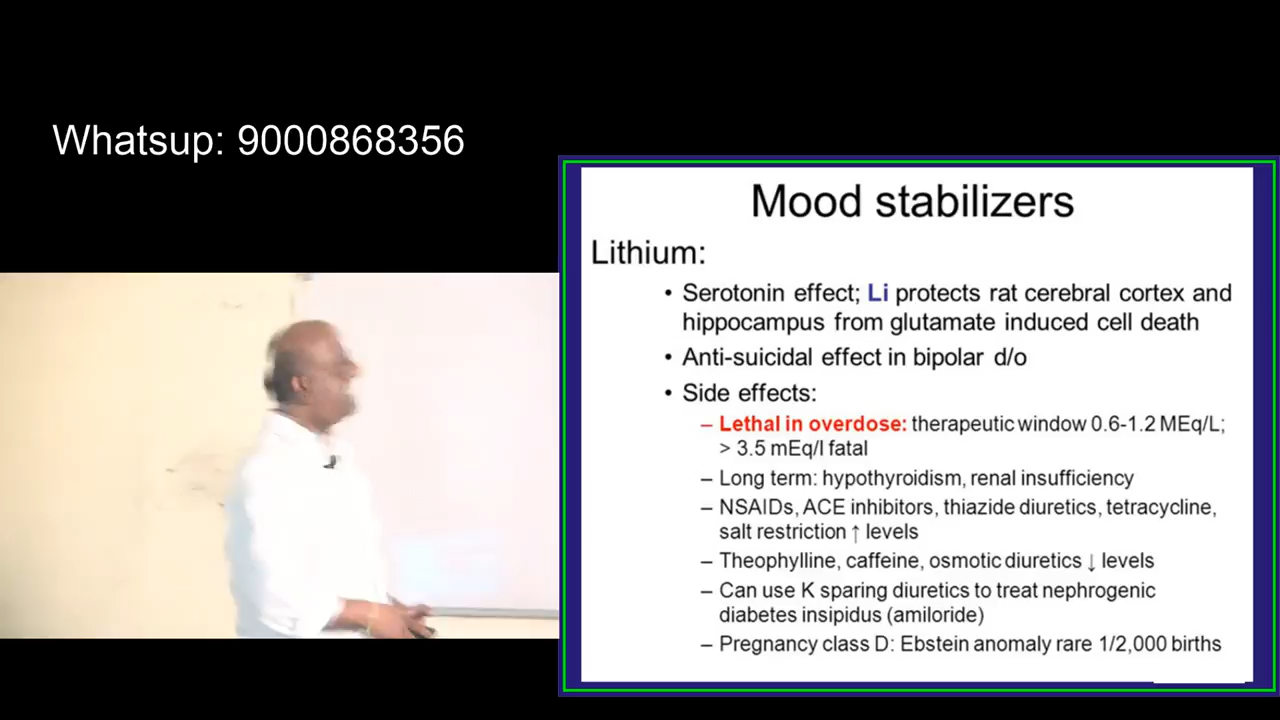 Whatsup: 9000868356
Mood stabilizers
Lithium:
• Serotonin effect; Li protects rat cerebral cortex and
hippocampus from glutamate induced cell death
• Anti-suicidal effect in bipolar d/o
• Side effects:
– Lethal in overdose: therapeutic window 0.6-1.2 MEq/L;
> 3.5 mEq/l fatal
– Long term: hypothyroidism, renal insufficiency
– NSAIDs, ACE inhibitors, thiazide diuretics, tetracycline,
salt restriction ↑ levels
– Theophylline, caffeine, osmotic diuretics ↓ levels
– Can use K sparing diuretics to treat nephrogenic
diabetes insipidus (amiloride)
– Pregnancy class D: Ebstein anomaly rare 1/2,000 births